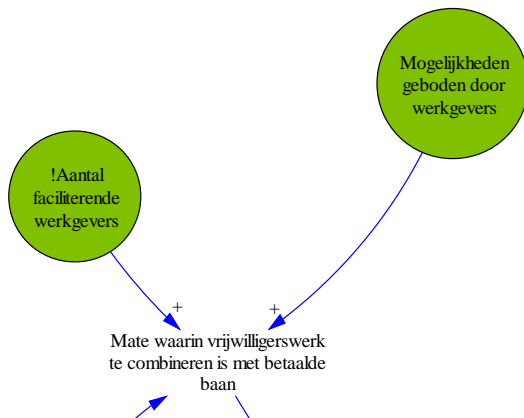 Mogelijkheden
geboden door
werkgevers
!Aantal
faciliterende
werkgevers
+
+
Mate waarin vrijwilligerswerk
te combineren is met betaalde
baan